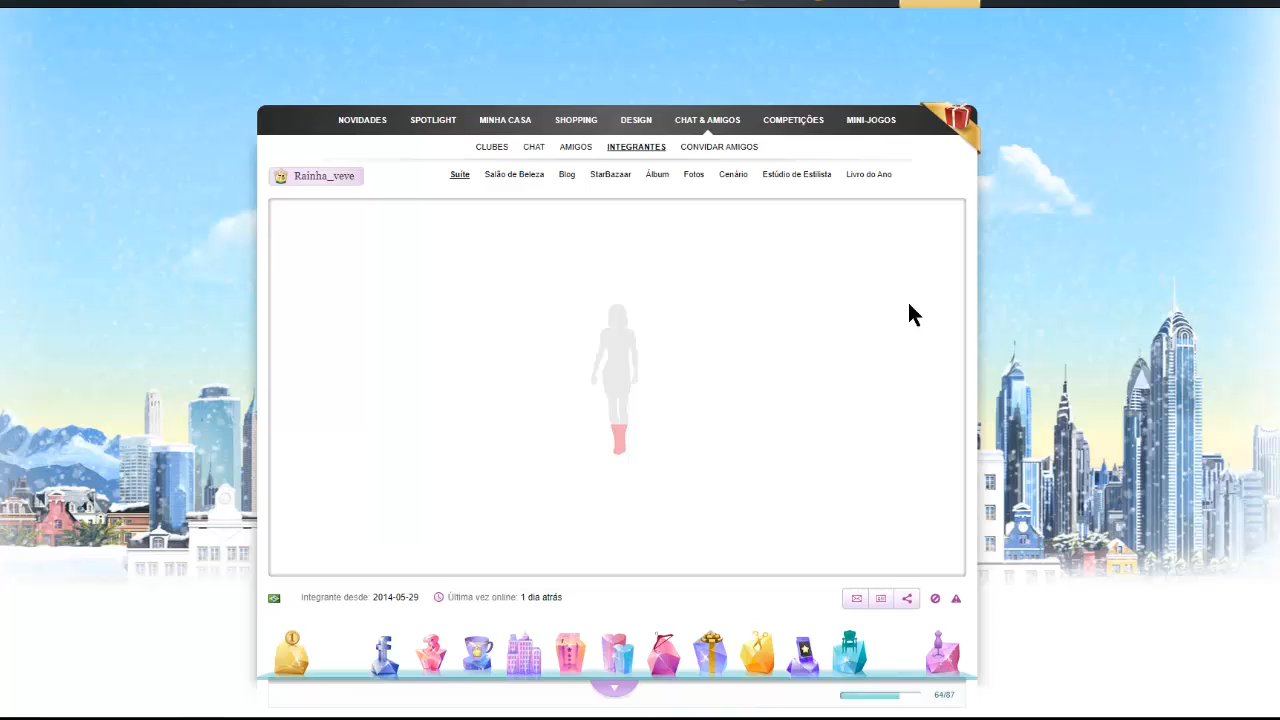 NOVIDADES SPOTLIGHT MINHA CASA SHOPPING DESIGN CHAT & AMIGOS COMPETIÇÕES MINI-JOGOS
CLUBES CHAT AMIGOS INTEGRANTES CONVIDAR AMIGOS
Rainha_veve
Suíte Salão de Beleza Blog StarBazaar Álbum Fotos Cenário Estúdio de Estilista Livro do Ano
Integrante desde: 2014-05-29 Última vez online: 1 dia atrás
1
64/87